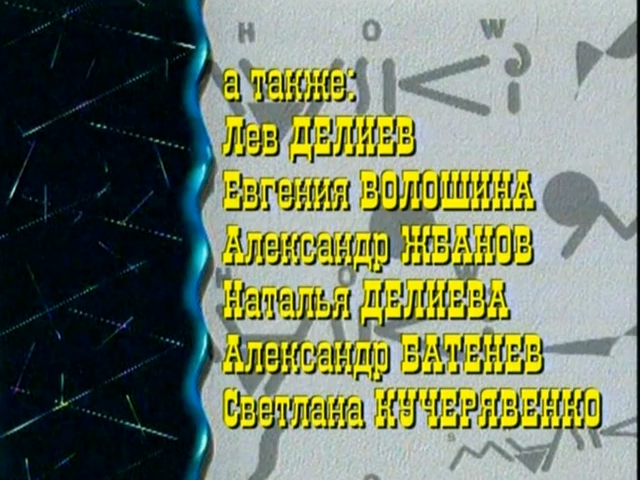 H O W
а также:
Лев ДЕЛИЕВ
Евгения ВОЛОШИНА
Александр ЖБАНОВ
Наталья ДЕЛИЕВА
Александр БАТЕНЕВ
Светлана КУЧЕРЯВЕНКО